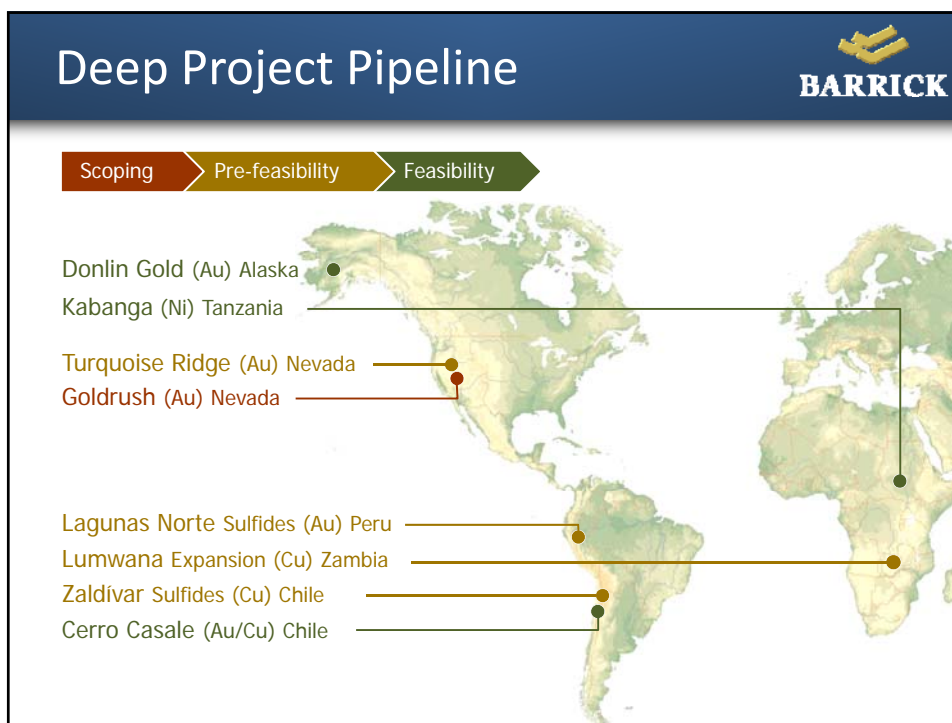 Deep Project Pipeline
BARRICK
Scoping Pre-feasibility Feasibility
Donlin Gold (Au) Alaska
Kabanga (Ni) Tanzania
Turquoise Ridge (Au) Nevada
Goldrush (Au) Nevada
Lagunas Norte Sulfides (Au) Peru
Lumwana Expansion (Cu) Zambia
Zaldívar Sulfides (Cu) Chile
Cerro Casale (Au/Cu) Chile